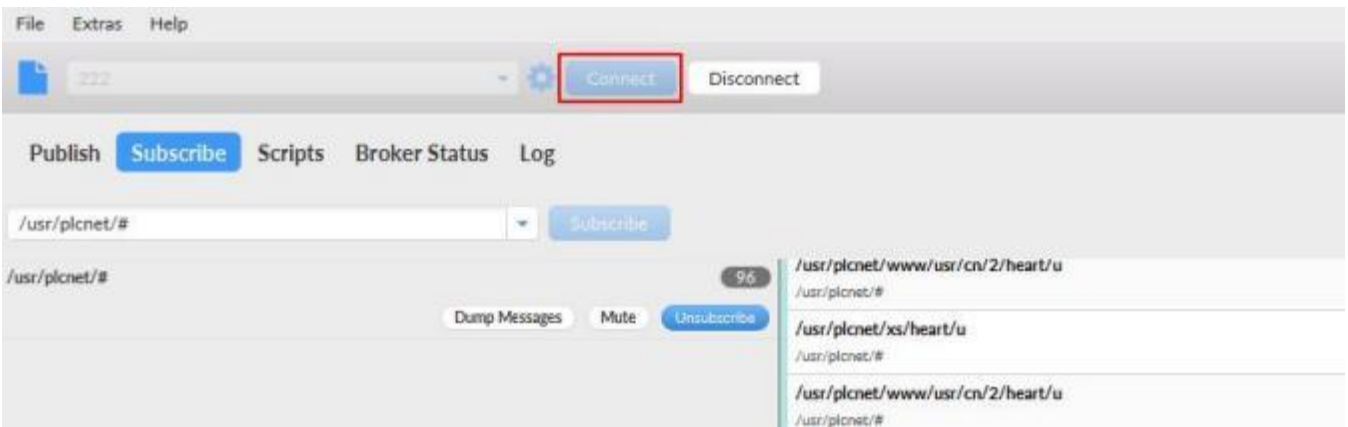 File Extras Help
222 Connect Disconnect
Publish Subscribe Scripts Broker Status Log
/usr/plcnet/# Subscribe
/usr/plcnet/# 96
Dump Messages Mute Unsubscribe
/usr/plcnet/www/usr/cn/2/heart/u
/usr/plcnet/#
/usr/plcnet/xs/heart/u
/usr/plcnet/#
/usr/plcnet/www/usr/cn/2/heart/u
/usr/plcnet/#